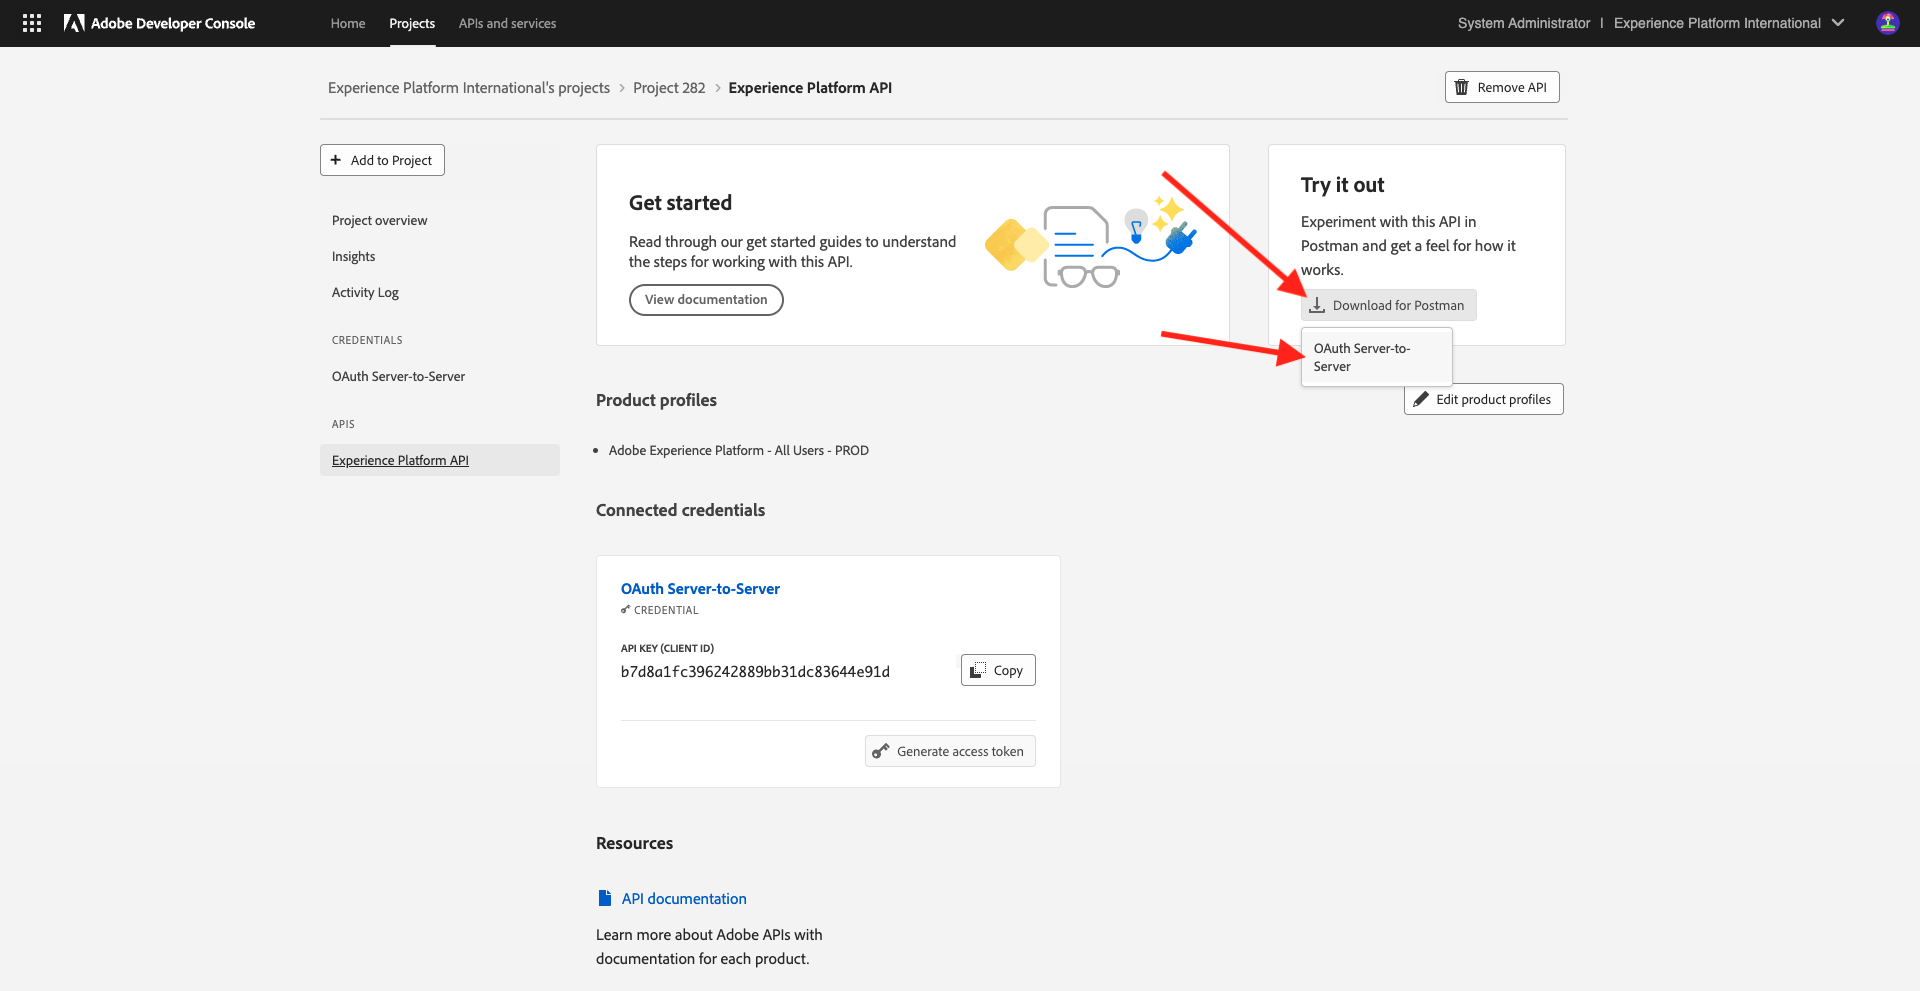 Adobe Developer Console
Home
Projects
APIs and services
System Administrator | Experience Platform International
Experience Platform International's projects > Project 282 > Experience Platform API
Remove API
+ Add to Project
Project overview
Insights
Activity Log
CREDENTIALS
OAuth Server-to-Server
APIS
Experience Platform API
Get started
Read through our get started guides to understand
the steps for working with this API.
View documentation
Try it out
Experiment with this API in
Postman and get a feel for how it
works.
Download for Postman
OAuth Server-to-
Server
Product profiles
Edit product profiles
• Adobe Experience Platform - All Users - PROD
Connected credentials
OAuth Server-to-Server
CREDENTIAL
API KEY (CLIENT ID)
b7d8a1fc396242889bb31dc83644e91d
Copy
Generate access token
Resources
API documentation
Learn more about Adobe APIs with
documentation for each product.